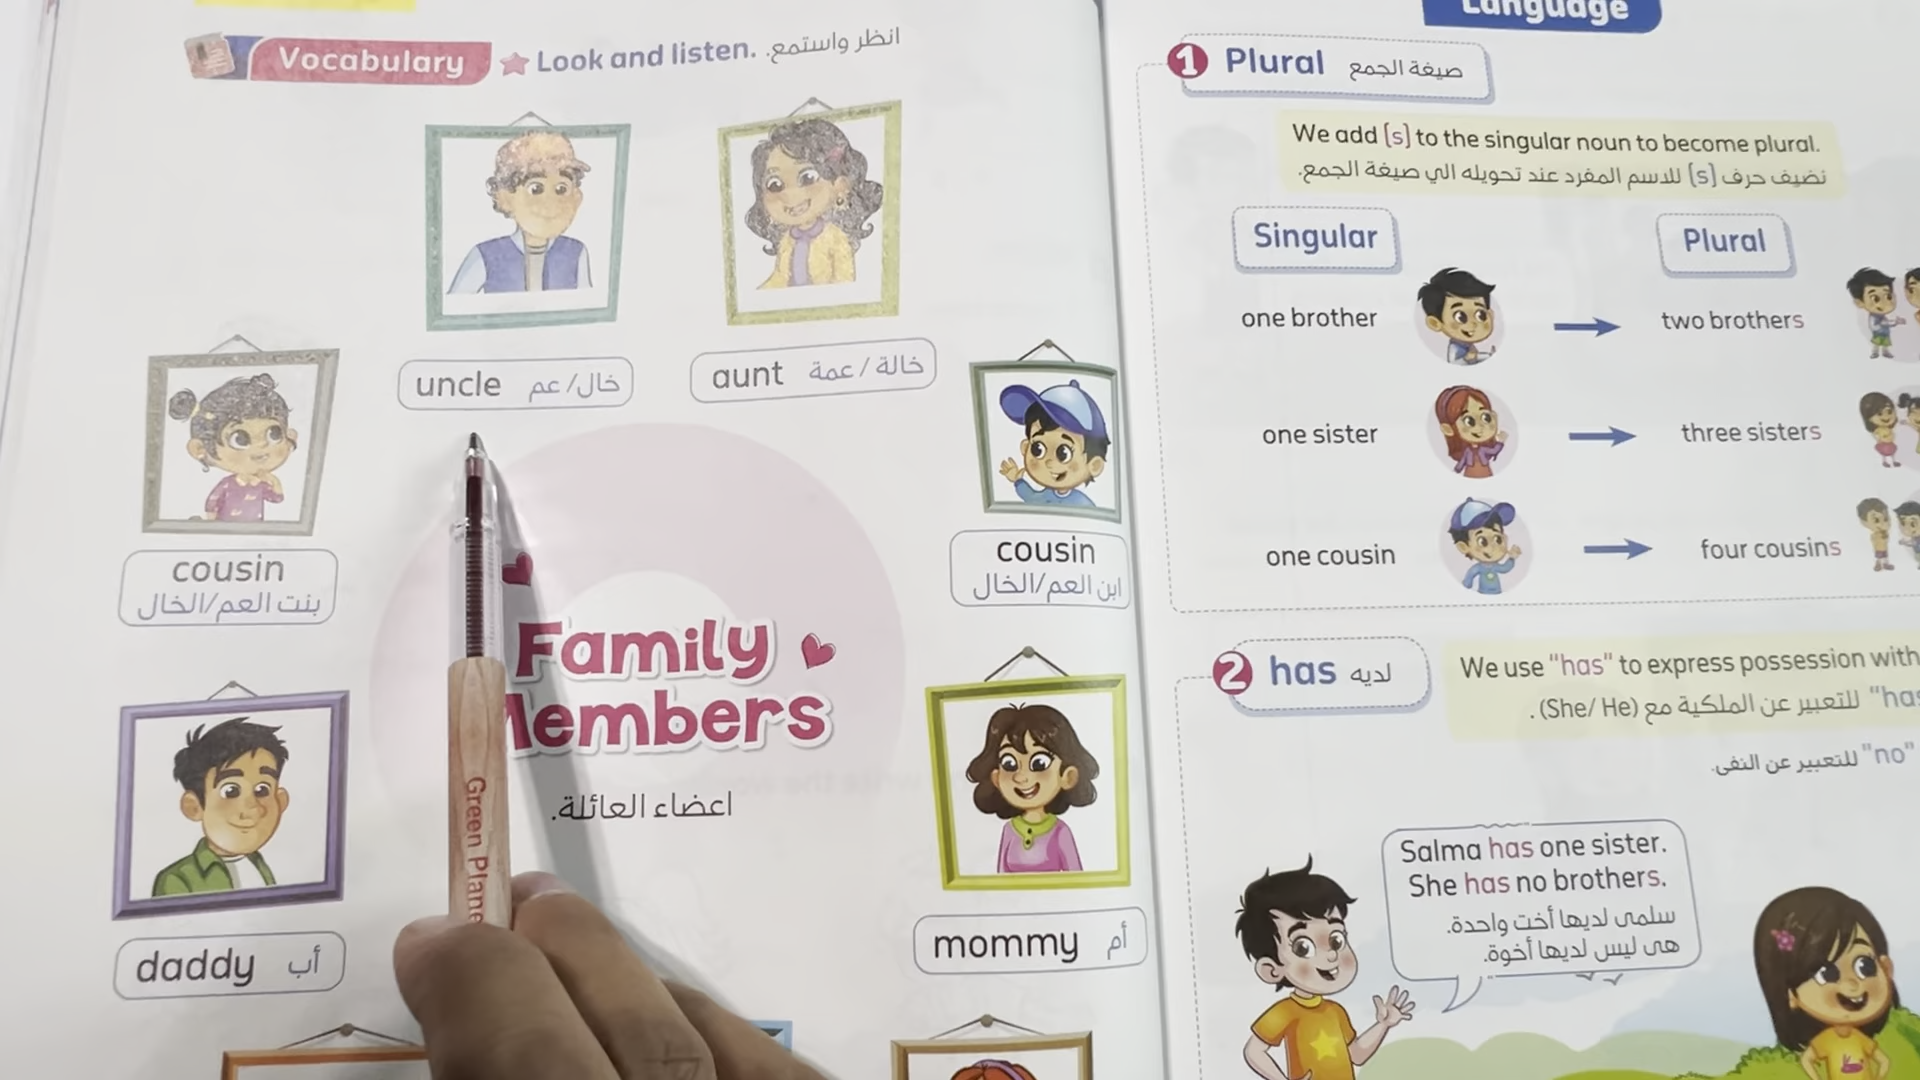 Vocabulary
Look and listen. انظر واستمع.
uncle خال/ عم
aunt خالة / عمة
cousin
بنت العم/الخال
cousin
ابن العم/الخال
Family
Members
اعضاء العائلة.
daddy أب
mommy أم
Green Plane
Language
1 Plural صيغة الجمع
We add (s) to the singular noun to become plural.
نضيف حرف (s) للاسم المفرد عند تحويله الي صيغة الجمع.
Singular
Plural
one brother
two brothers
one sister
three sisters
one cousin
four cousins
2 has لديه
We use "has" to express possession with
"has للتعبير عن الملكية مع (She/ He) .
"no" للتعبير عن النفى.
Salma has one sister.
She has no brothers.
سلمى لديها أخت واحدة.
هى ليس لديها أخوة.